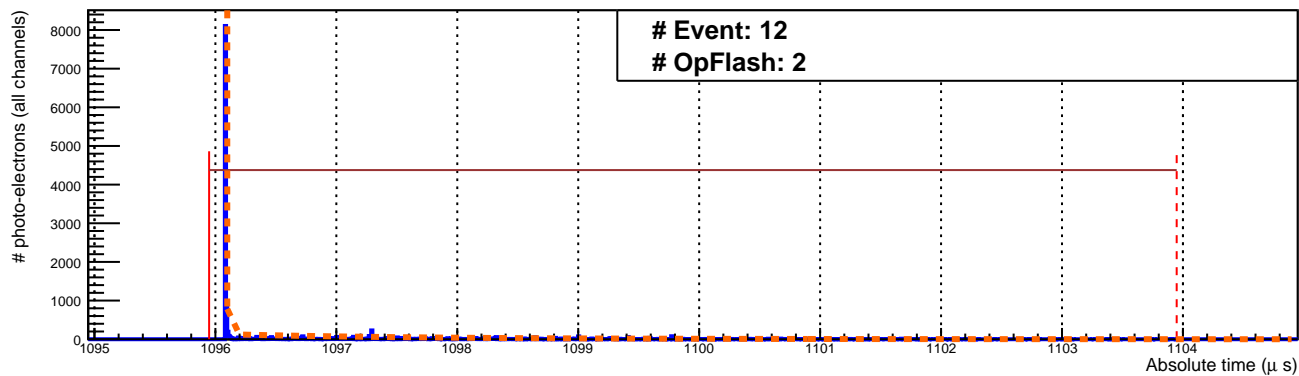 # Event: 12
# OpFlash: 2
# photo-electrons (all channels)
8000
7000
6000
5000
4000
3000
2000
1000
0
1095 1096 1097 1098 1099 1100 1101 1102 1103 1104
Absolute time (μ s)